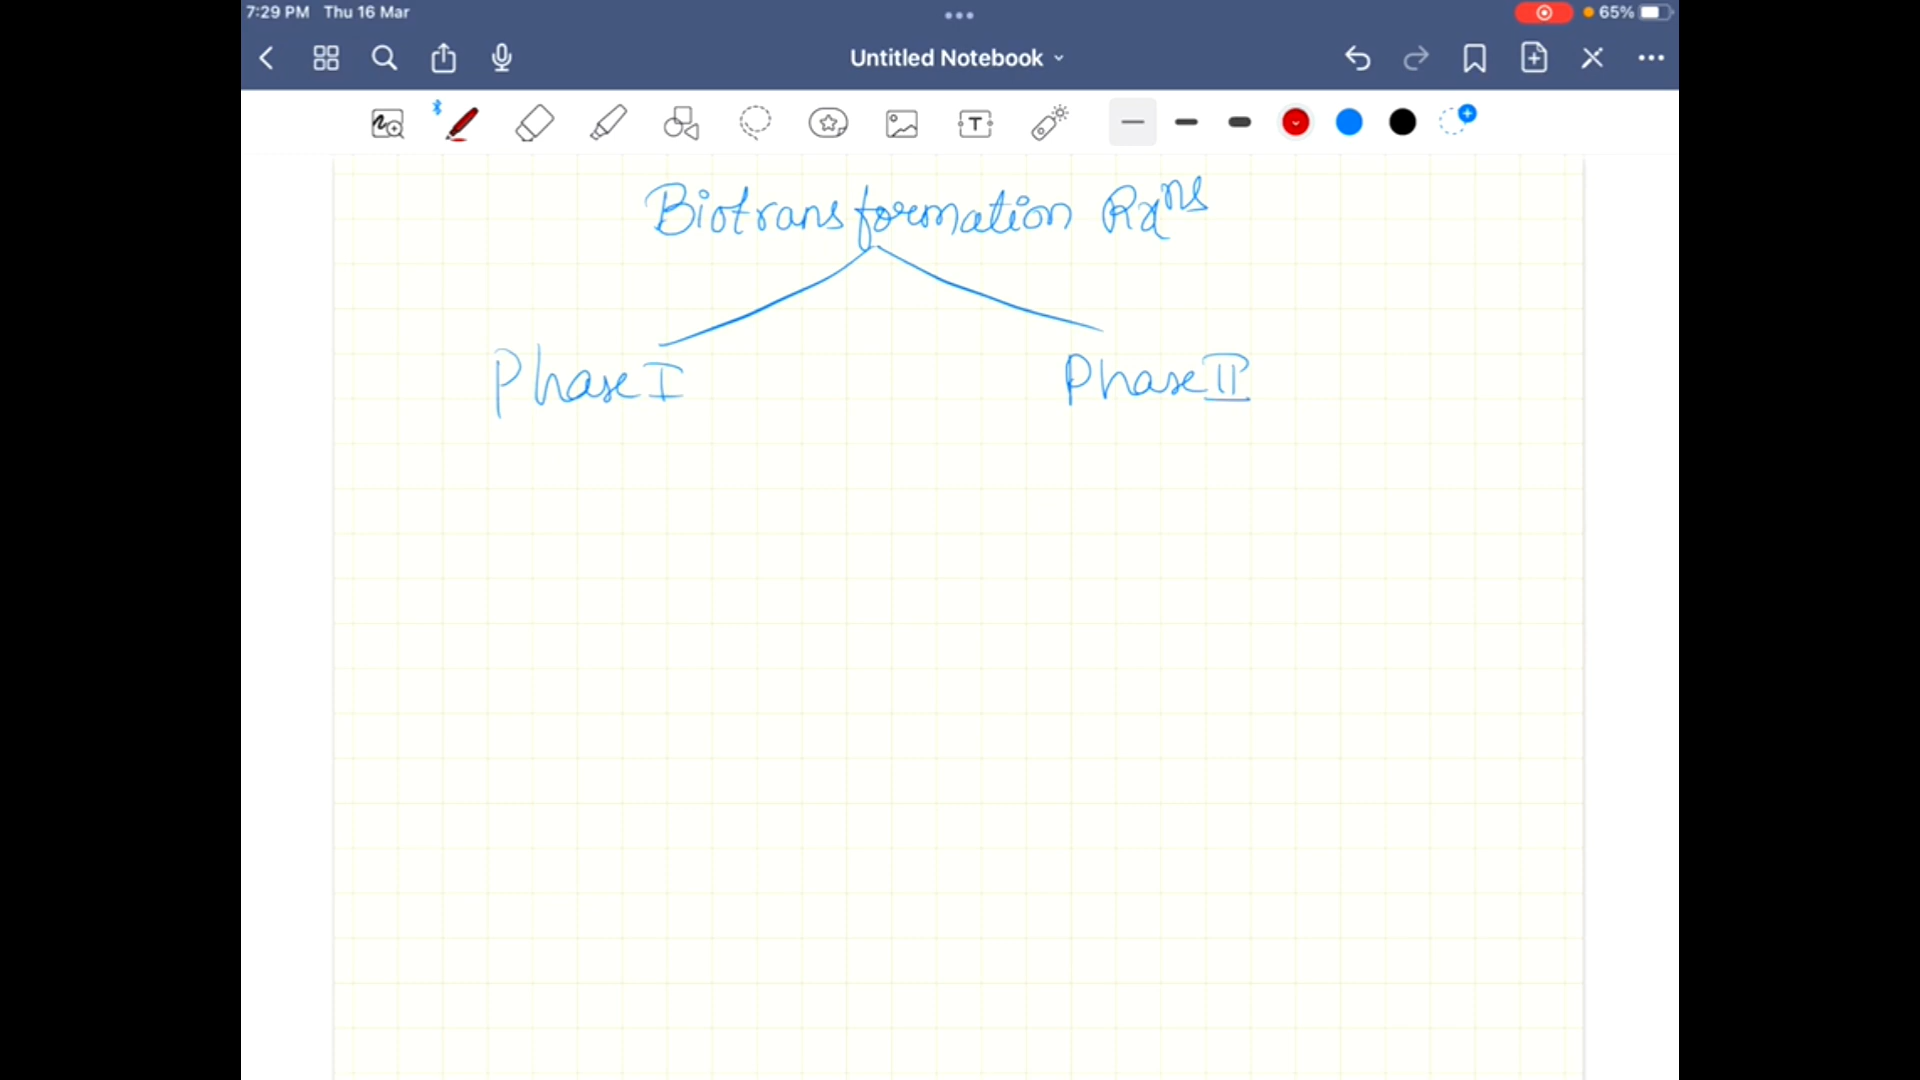 7:29 PM Thu 16 Mar
65%
Untitled Notebook
T
Biotransformation Rxns
Phase I
Phase II